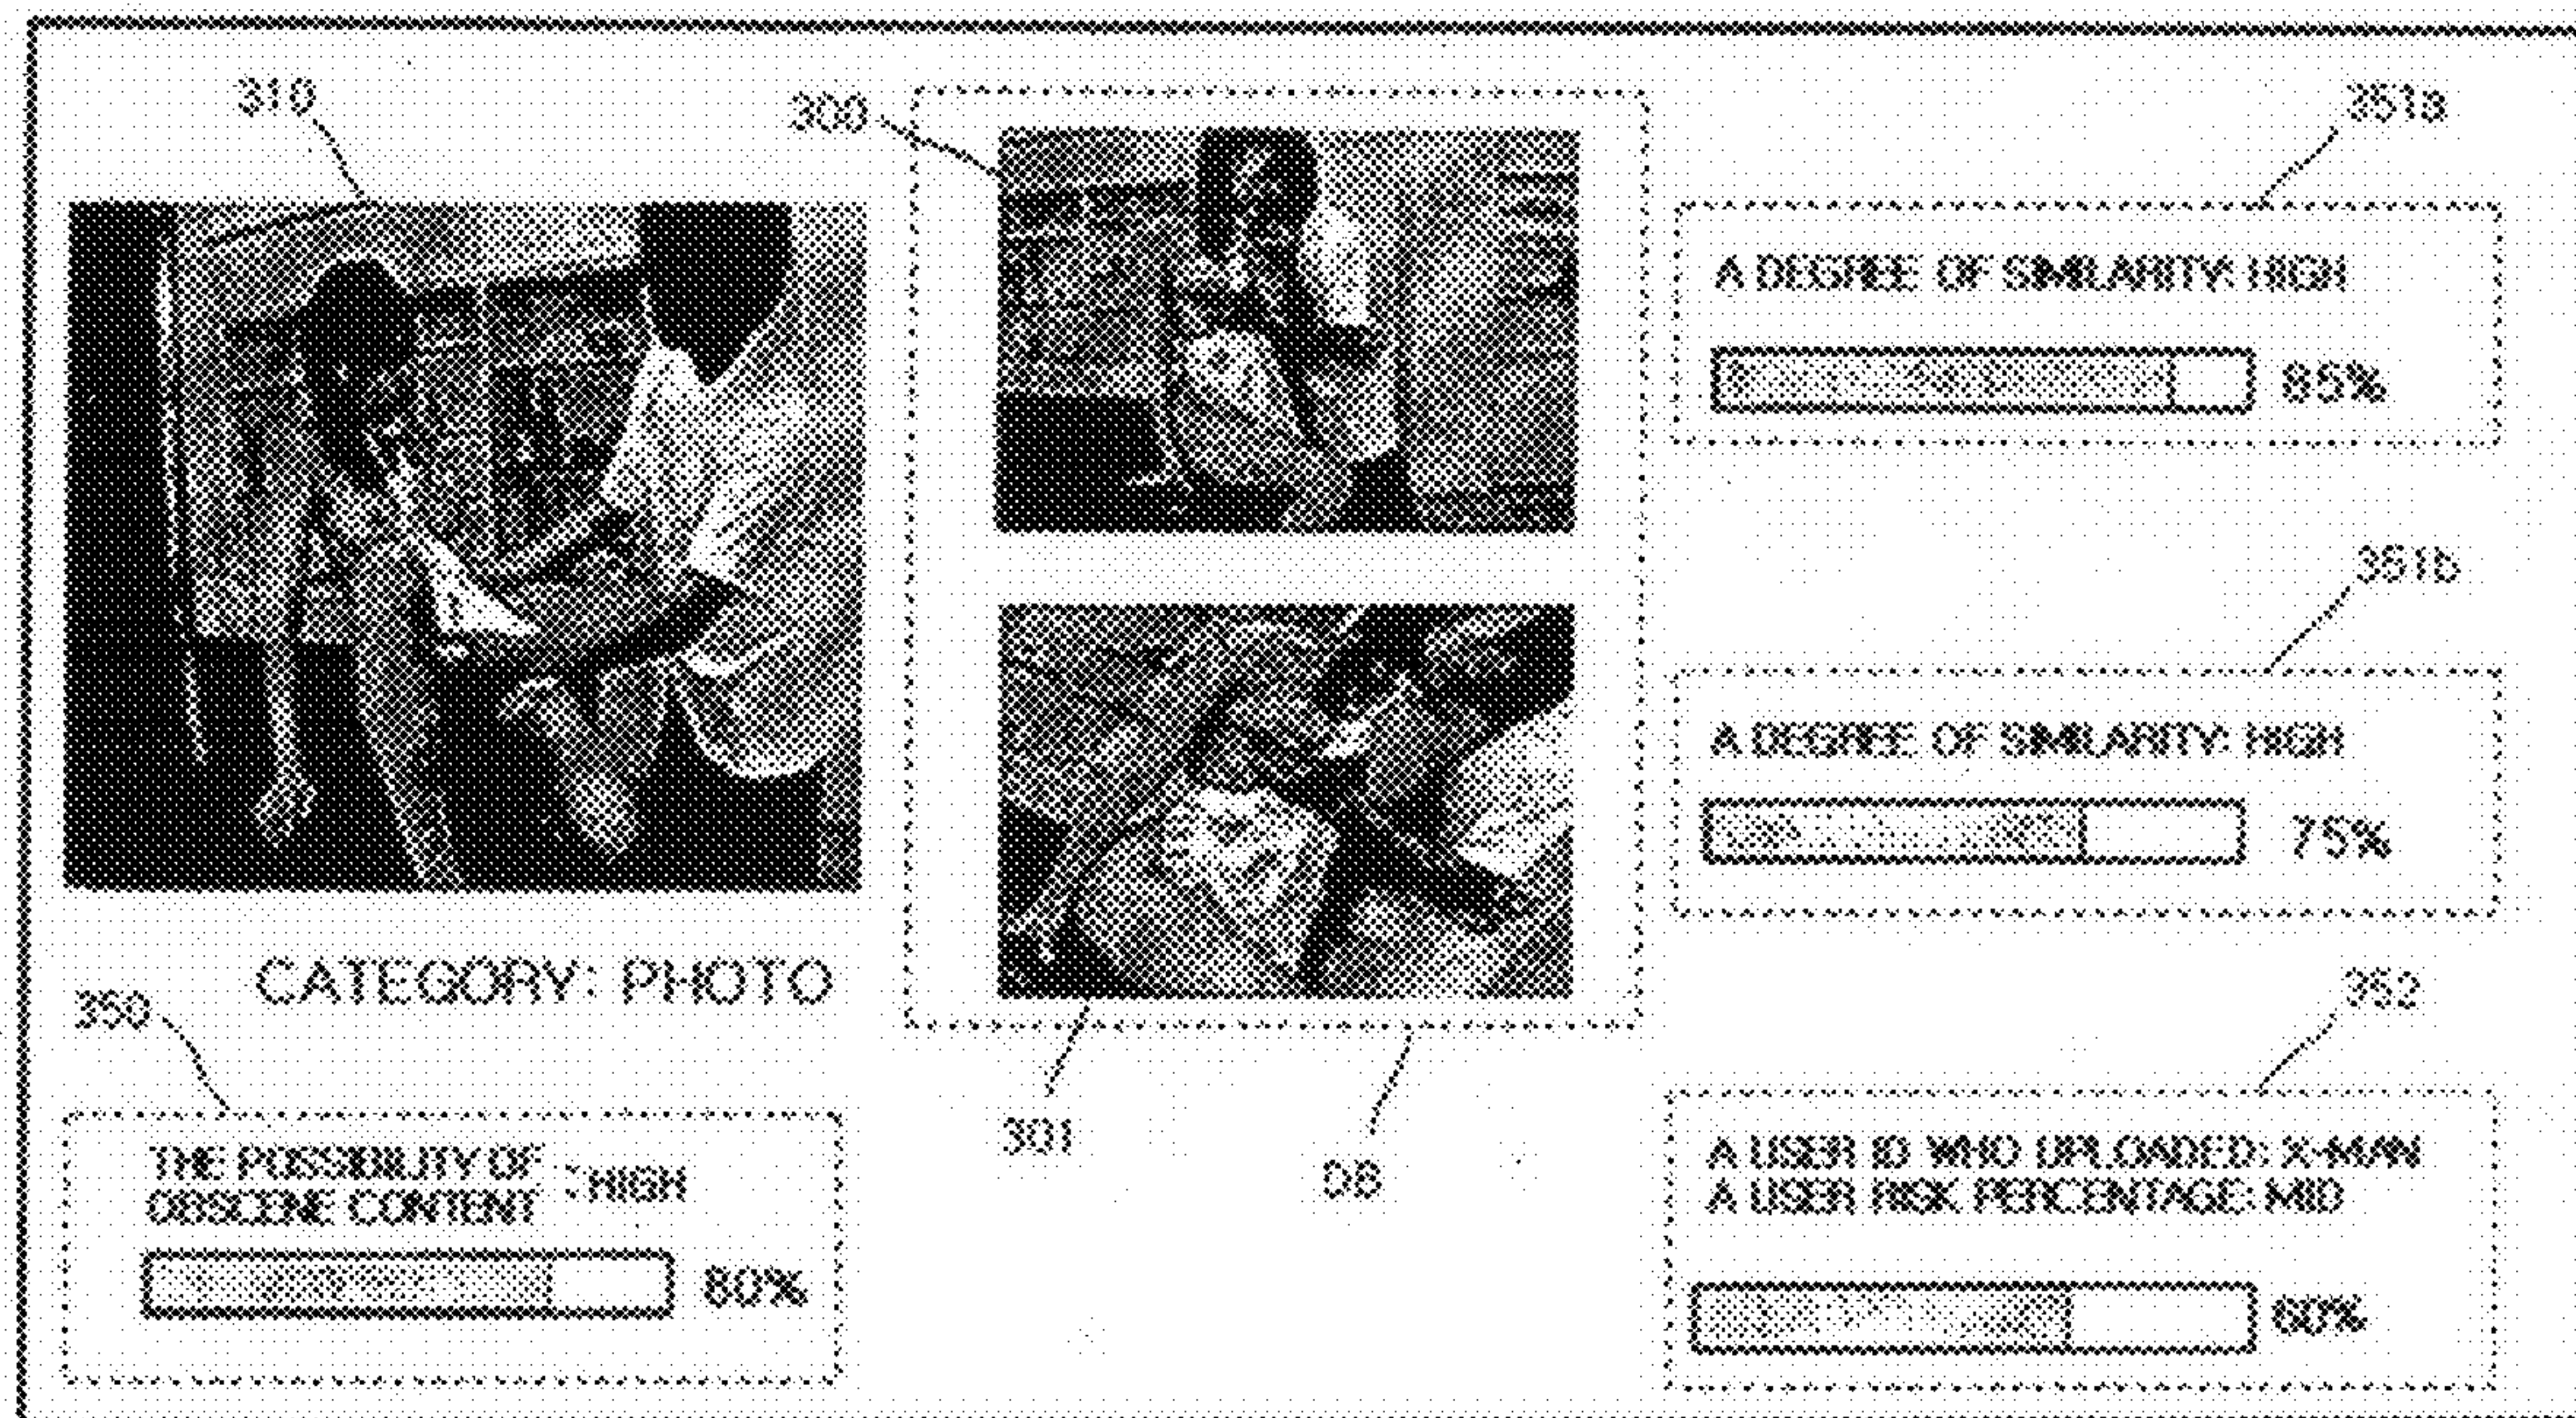 310
300
351a
A DEGREE OF SIMILARITY: HIGH
85%
351b
A DEGREE OF SIMILARITY: HIGH
75%
CATEGORY: PHOTO
350
301
DB
352
THE POSSIBILITY OF
OBSCENE CONTENT : HIGH
80%
A USER ID WHO UPLOADED: X-MAN
A USER RISK PERCENTAGE: MID
60%